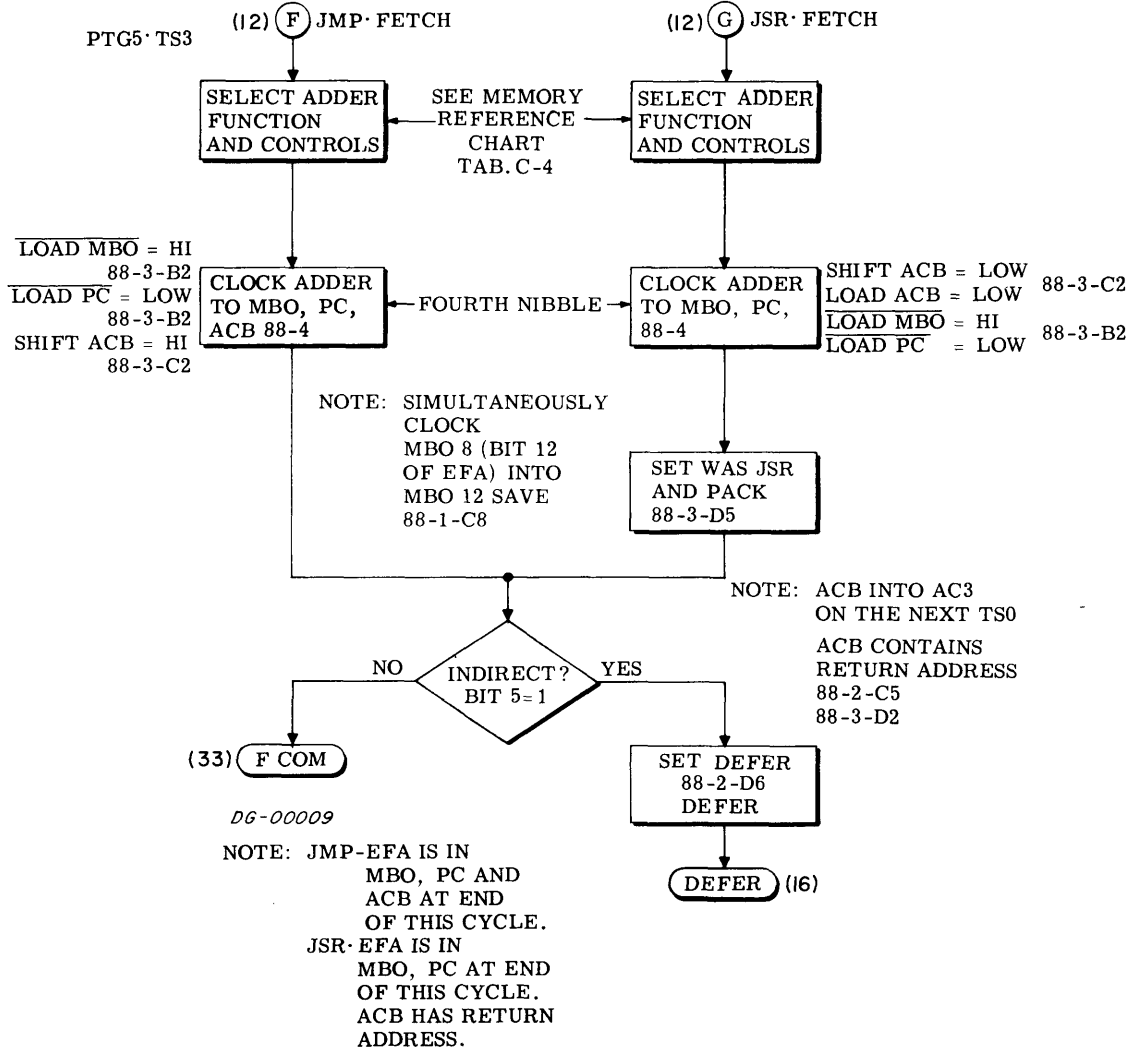 (12) F JMP· FETCH
(12) G JSR· FETCH
PTG5· TS3
SELECT ADDER
FUNCTION
AND CONTROLS
SEE MEMORY
REFERENCE
CHART
TAB. C-4
SELECT ADDER
FUNCTION
AND CONTROLS
LOAD MBO = HI
88-3-B2
LOAD PC = LOW
88-3-B2
SHIFT ACB = HI
88-3-C2
CLOCK ADDER
TO MBO, PC,
ACB 88-4
FOURTH NIBBLE
CLOCK ADDER
TO MBO, PC,
88-4
SHIFT ACB = LOW
LOAD ACB = LOW
88-3-C2
LOAD MBO = HI
LOAD PC = LOW
88-3-B2
NOTE: SIMULTANEOUSLY
CLOCK
MBO 8 (BIT 12
OF EFA) INTO
MBO 12 SAVE
88-1-C8
SET WAS JSR
AND PACK
88-3-D5
NOTE: ACB INTO AC3
ON THE NEXT TS0
ACB CONTAINS
RETURN ADDRESS
88-2-C5
88-3-D2
NO
INDIRECT?
BIT 5=1
YES
(33) F COM
SET DEFER
88-2-D6
DEFER
DG-00009
DEFER (16)
NOTE: JMP-EFA IS IN
MBO, PC AND
ACB AT END
OF THIS CYCLE.
JSR· EFA IS IN
MBO, PC AT END
OF THIS CYCLE.
ACB HAS RETURN
ADDRESS.